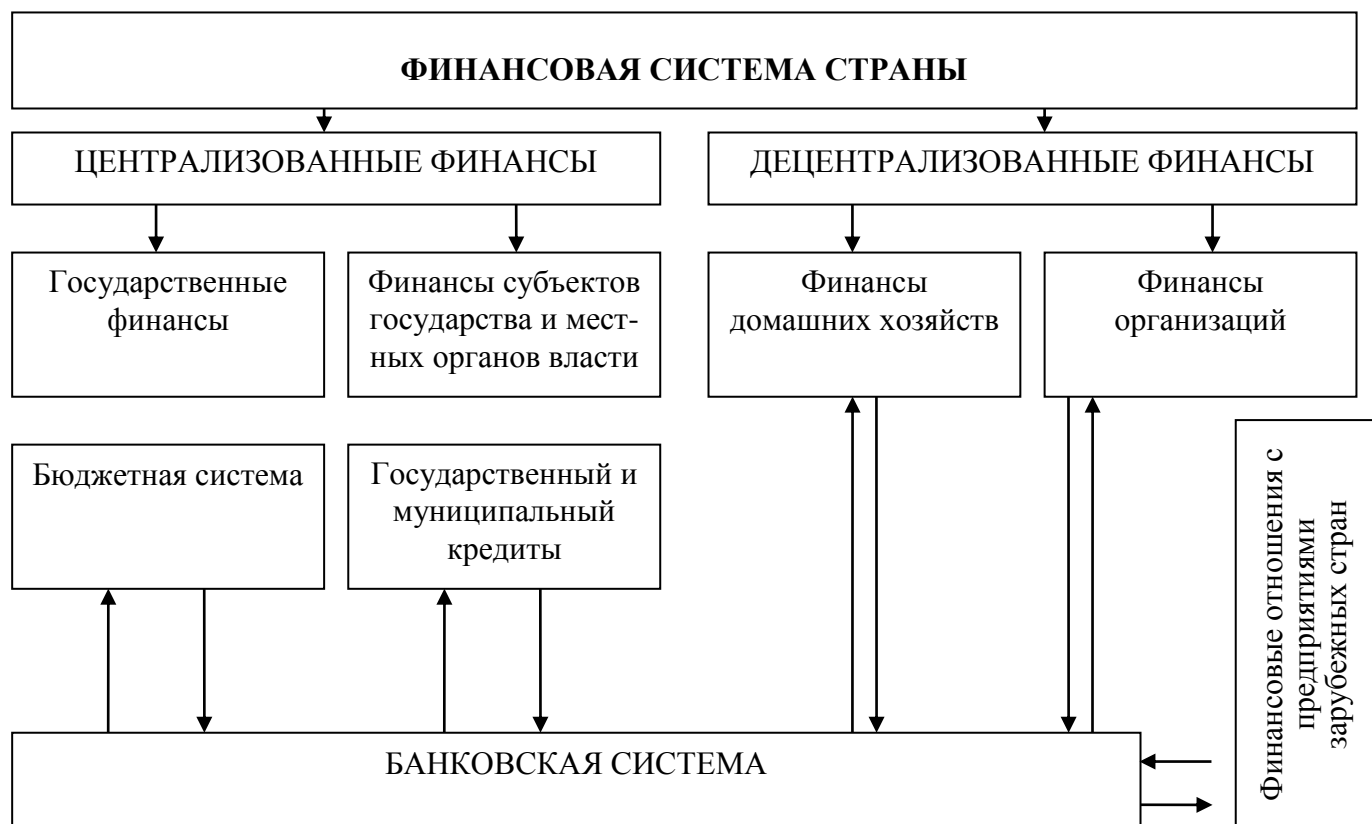 ФИНАНСОВАЯ СИСТЕМА СТРАНЫ
ЦЕНТРАЛИЗОВАННЫЕ ФИНАНСЫ
ДЕЦЕНТРАЛИЗОВАННЫЕ ФИНАНСЫ
Государственные
финансы
Финансы субъектов
государства и мест-
ных органов власти
Финансы
домашних хозяйств
Финансы
организаций
Бюджетная система
Государственный и
муниципальный
кредиты
Финансовые отношения с
предприятиями
зарубежных стран
БАНКОВСКАЯ СИСТЕМА